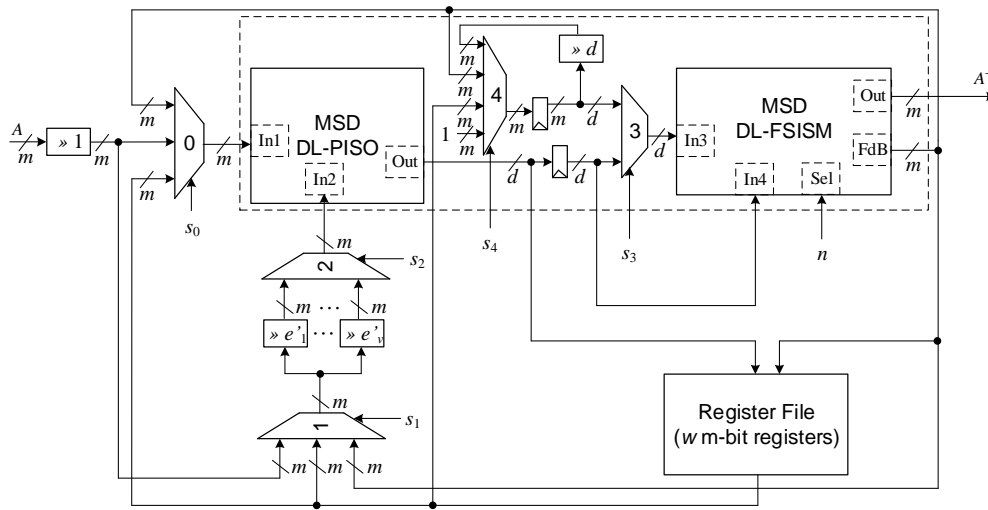 » d
m
m
m
1
m
4
m
m
d
3
d
s4
s3
A
m
» 1
m
m
m
0
m
s0
In1
MSD
DL-PISO
In2
Out
d
d
In3
MSD
DL-FSISM
In4
Sel
Out
FdB
m
m
n
m
2
s2
m
...
m
» e'1
...
» e'v
m
1
s1
m
m
m
Register File
(w m-bit registers)